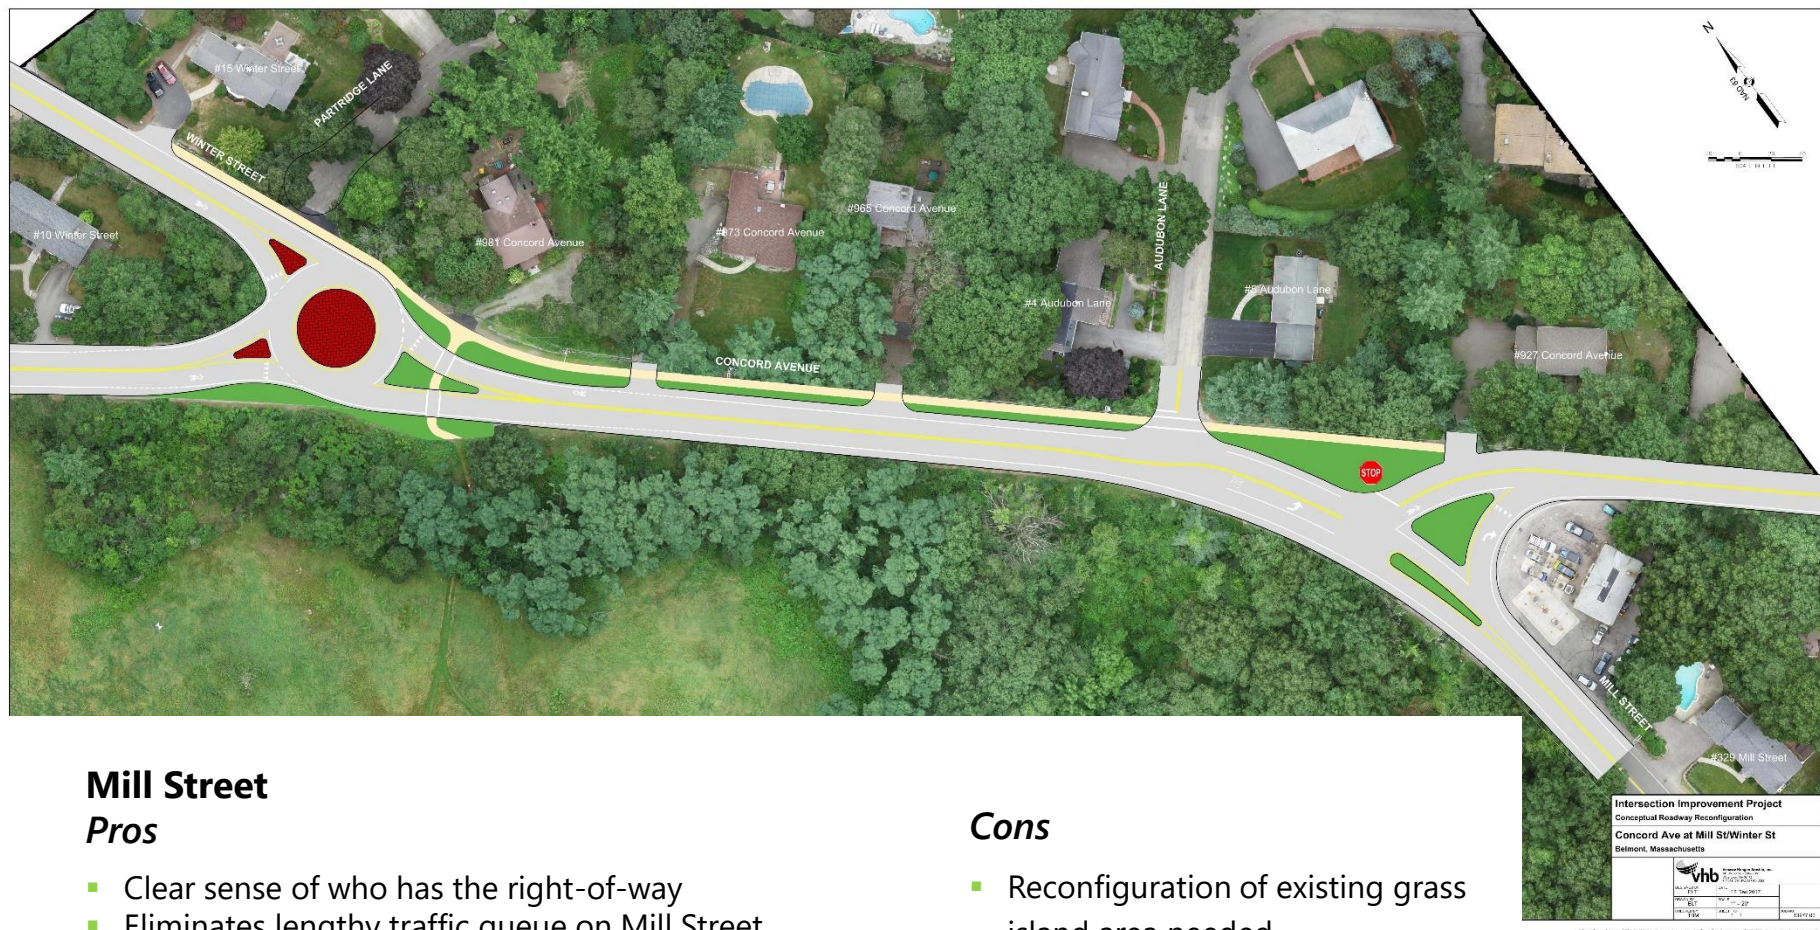 #15 Winter Street
PARTRIDGE LANE
WINTER STREET
#10 Winter Street
#981 Concord Avenue
#873 Concord Avenue
#965 Concord Avenue
CONCORD AVENUE
AUDUBON LANE
#4 Audubon Lane
#8 Audubon Lane
#927 Concord Avenue
STOP
MILL STREET
#329 Mill Street
N
NAD 83
Mill Street
Pros
▪ Clear sense of who has the right-of-way
▪ Eliminates lengthy traffic queue on Mill Street
Cons
▪ Reconfiguration of existing grass
island area needed
Intersection Improvement Project
Conceptual Roadway Reconfiguration
Concord Ave at Mill St/Winter St
Belmont, Massachusetts
vhb